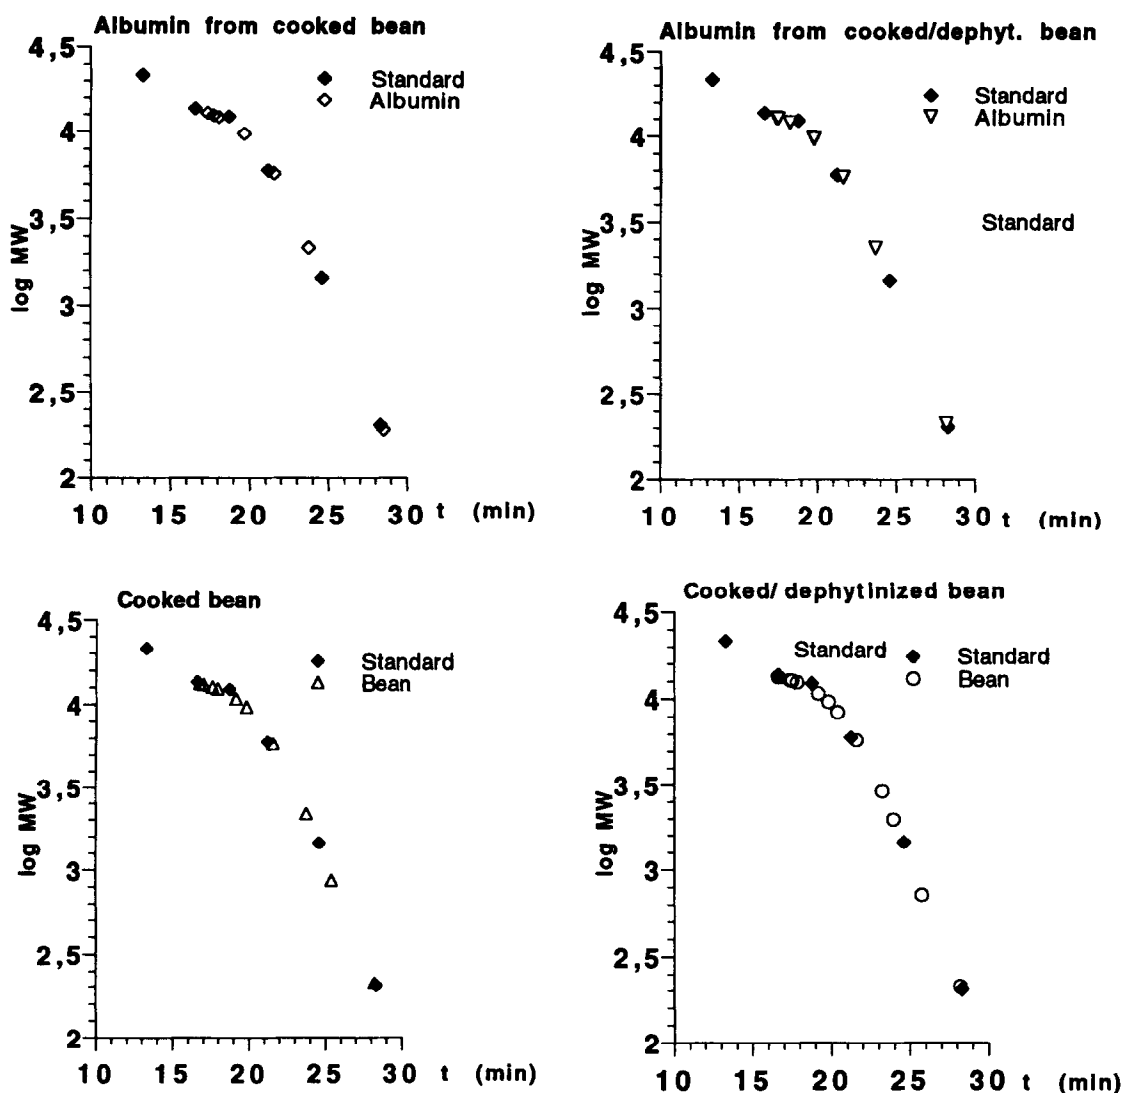 Albumin from cooked bean
4,5
4
3,5
3
2,5
2
log MW
Standard
Albumin
10 15 20 25 30 t (min)
Albumin from cooked/dephyt. bean
4,5
4
3,5
3
2,5
2
log MW
Standard
Albumin
Standard
10 15 20 25 30 t (min)
Cooked bean
4,5
4
3,5
3
2,5
2
log MW
Standard
Bean
10 15 20 25 30 t (min)
Cooked/ dephytinized bean
4,5
4
3,5
3
2,5
2
log MW
Standard
Standard
Bean
10 15 20 25 30 t (min)